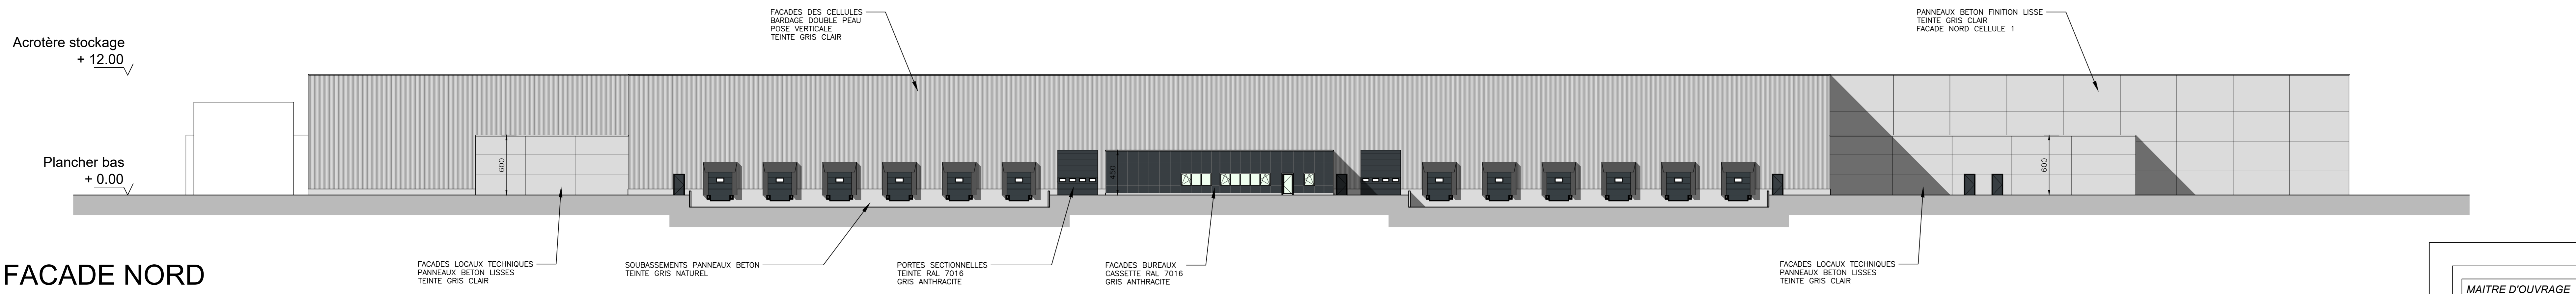 FACADES DES CELLULES
BARDAGE DOUBLE PEAU
POSE VERTICALE
TEINTE GRIS CLAIR
PANNEAUX BETON FINITION LISSE
TEINTE GRIS CLAIR
FACADE NORD CELLULE 1
Acrotère stockage
+ 12.00
Plancher bas
+ 0.00
600
450
600
FACADES LOCAUX TECHNIQUES
PANNEAUX BETON LISSES
TEINTE GRIS CLAIR
SOUBASSEMENTS PANNEAUX BETON
TEINTE GRIS NATUREL
PORTES SECTIONNELLES
TEINTE RAL 7016
GRIS ANTHRACITE
FACADES BUREAUX
CASSETTE RAL 7016
GRIS ANTHRACITE
FACADES LOCAUX TECHNIQUES
PANNEAUX BETON LISSES
TEINTE GRIS CLAIR
FACADE NORD
MAITRE D'OUVRAGE